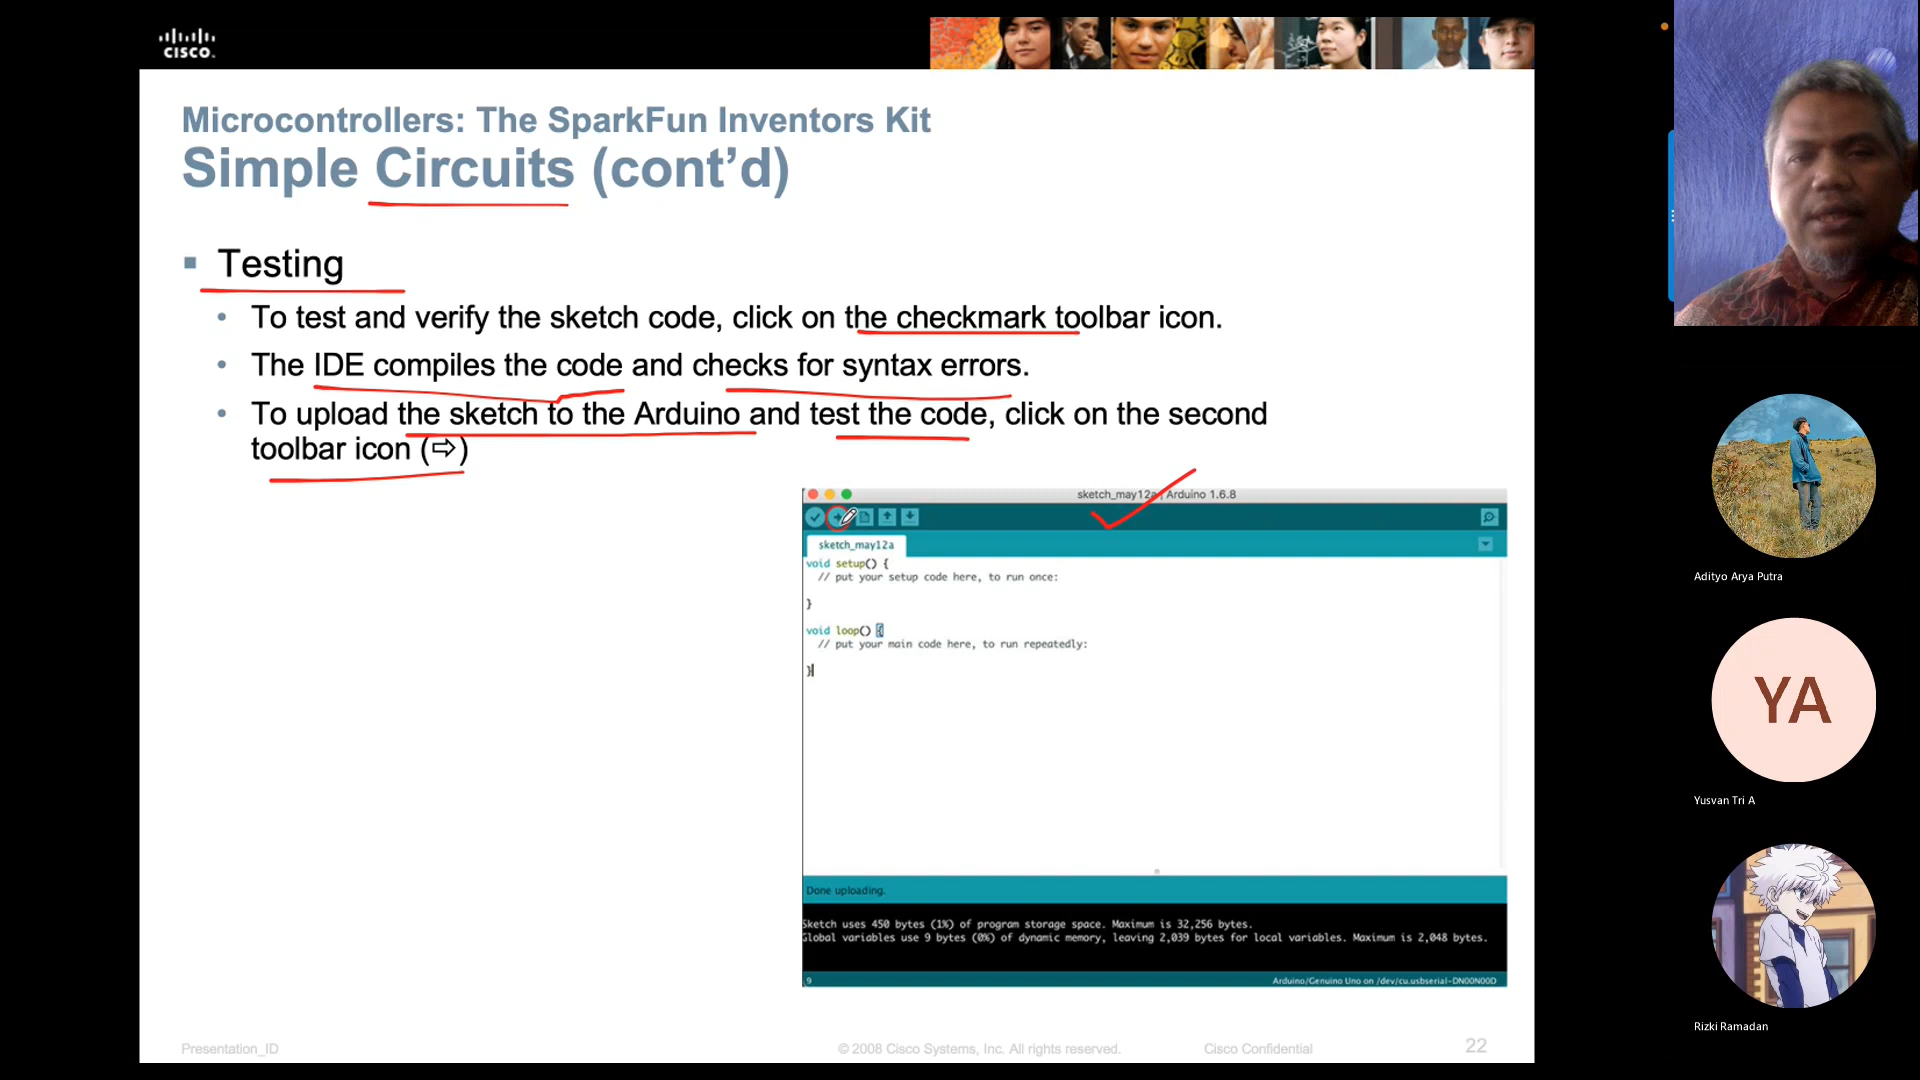 CISCO
Microcontrollers: The SparkFun Inventors Kit
Simple Circuits (cont’d)
Testing
To test and verify the sketch code, click on the checkmark toolbar icon.
The IDE compiles the code and checks for syntax errors.
To upload the sketch to the Arduino and test the code, click on the second
toolbar icon (⇨)
sketch_may12a | Arduino 1.6.8
sketch_may12a
void setup() {
// put your setup code here, to run once:
}
void loop() {
// put your main code here, to run repeatedly:
}
Done uploading.
Sketch uses 450 bytes (1%) of program storage space. Maximum is 32,256 bytes.
Global variables use 9 bytes (0%) of dynamic memory, leaving 2,039 bytes for local variables. Maximum is 2,048 bytes.
9
Arduino/Genuino Uno on /dev/cu.usbserial-DN00N00D
Presentation_ID
© 2008 Cisco Systems, Inc. All rights reserved.
Cisco Confidential
22
Adityo Arya Putra
YA
Yusvan Tri A
Rizki Ramadan